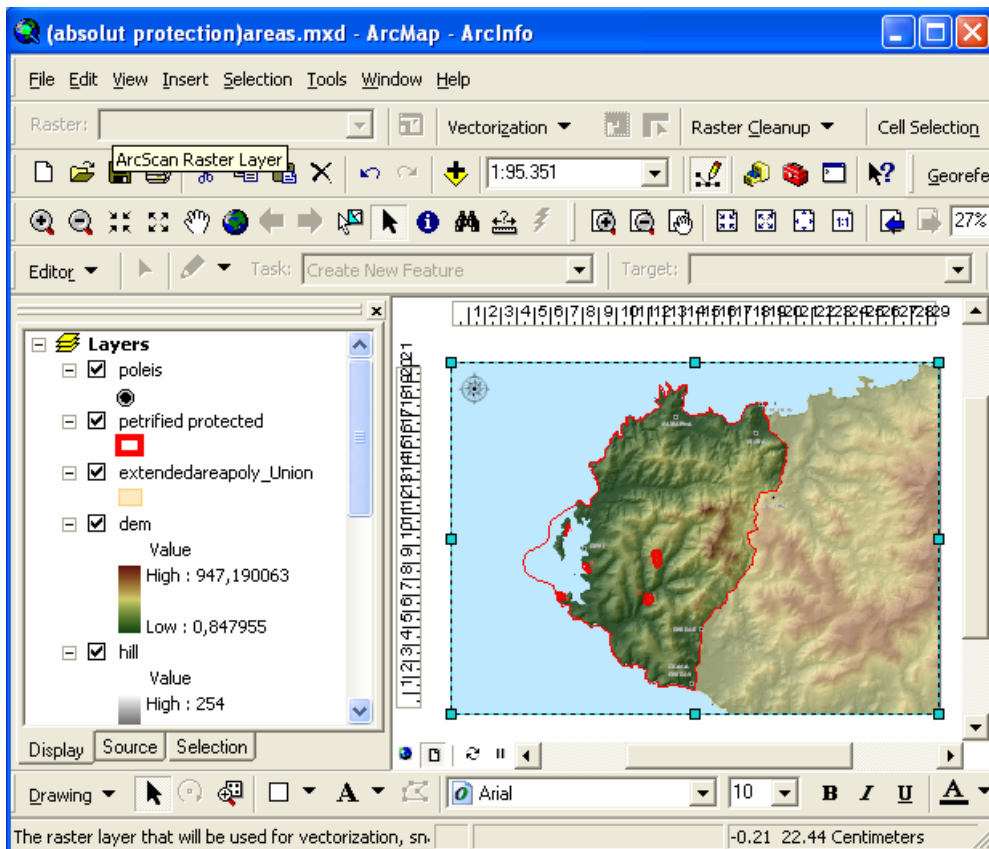 (absolut protection)areas.mxd - ArcMap - ArcInfo
File Edit View Insert Selection Tools Window Help
Raster: Vectorization Raster Cleanup Cell Selection
ArcScan Raster Layer
1:95.351 Georefe
1:1 27%
Editor Task: Create New Feature Target:
Layers
poleis
petrified protected
extendedareapoly_Union
dem
Value
High : 947,190063
Low : 0,847955
hill
Value
High : 254
Display Source Selection
Drawing A Arial 10 B I U A
The raster layer that will be used for vectorization, sn
-0.21 22.44 Centimeters